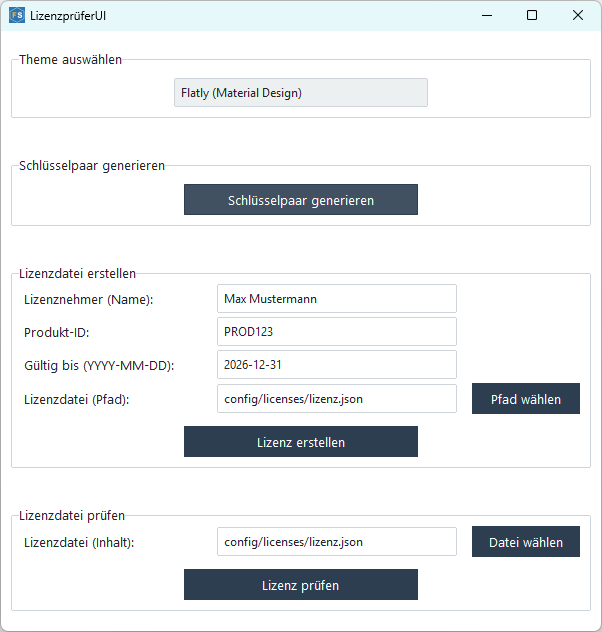 FS LizenzprüferUI
Theme auswählen
Flatly (Material Design)
Schlüsselpaar generieren
Schlüsselpaar generieren
Lizenzdatei erstellen
Lizenznehmer (Name): Max Mustermann
Produkt-ID: PROD123
Gültig bis (YYYY-MM-DD): 2026-12-31
Lizenzdatei (Pfad): config/licenses/lizenz.json Pfad wählen
Lizenz erstellen
Lizenzdatei prüfen
Lizenzdatei (Inhalt): config/licenses/lizenz.json Datei wählen
Lizenz prüfen